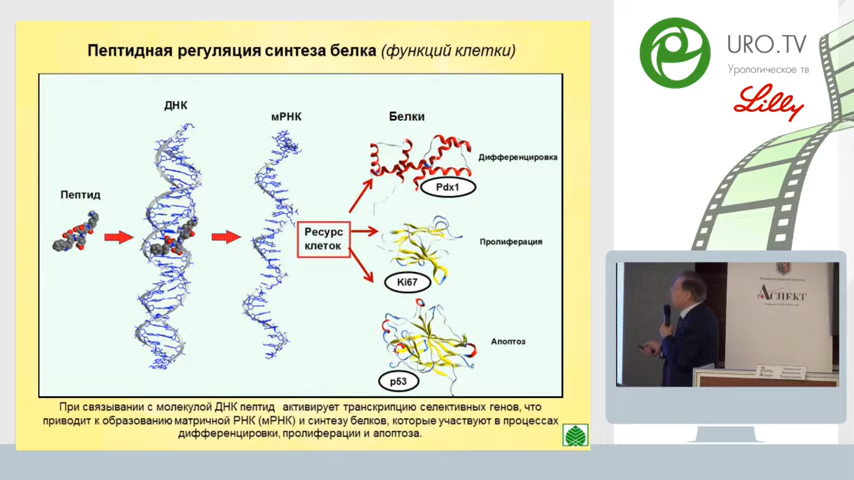 Пептидная регуляция синтеза белка (функций клетки)
ДНК
мРНК
Белки
Пептид
Дифференцировка
Pdx1
Ресурс
клеток
Пролиферация
Ki67
Апоптоз
p53
При связывании с молекулой ДНК пептид активирует транскрипцию селективных генов, что
приводит к образованию матричной РНК (мРНК) и синтезу белков, которые участвуют в процессах
дифференцировки, пролиферации и апоптоза.
URO.TV
Урологическое тв
Lilly
АСПЕКТ